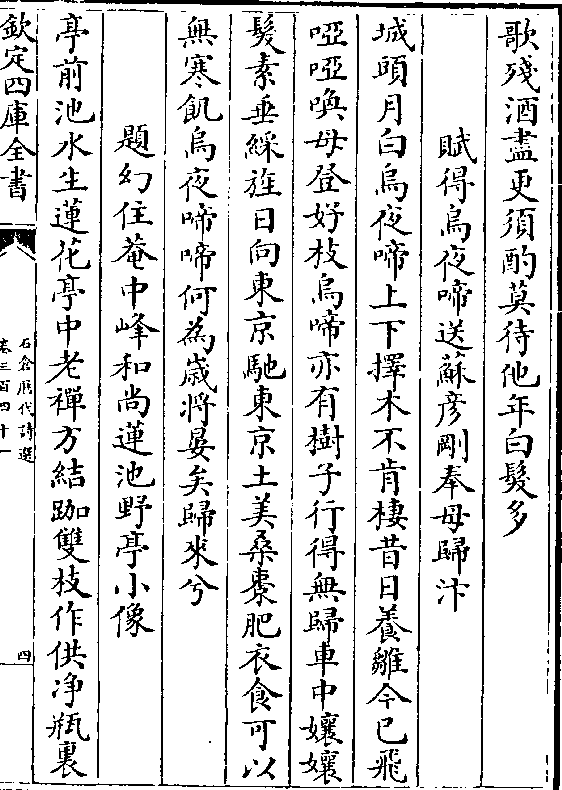 歌殘酒盡更須酌莫待他年白髮多
賦得烏夜啼送蘇彦剛奉母歸汴
城頭月白烏夜啼上下擇木不肯棲昔日養雛今已飛
啞啞喚母登好枝烏啼亦有樹子行得無歸車中孃孃
髮素垂綵旌日向東京馳東京土美桑棗肥衣食可以
無寒飢烏夜啼啼何為歳將晏矣歸來兮
題幻住菴中峰和尚蓮池野亭小像
亭前池水生蓮花亭中老禪方結跏雙枝作供净瓶裏
欽定四庫全書
石倉歴代詩選
卷三百四十一
四